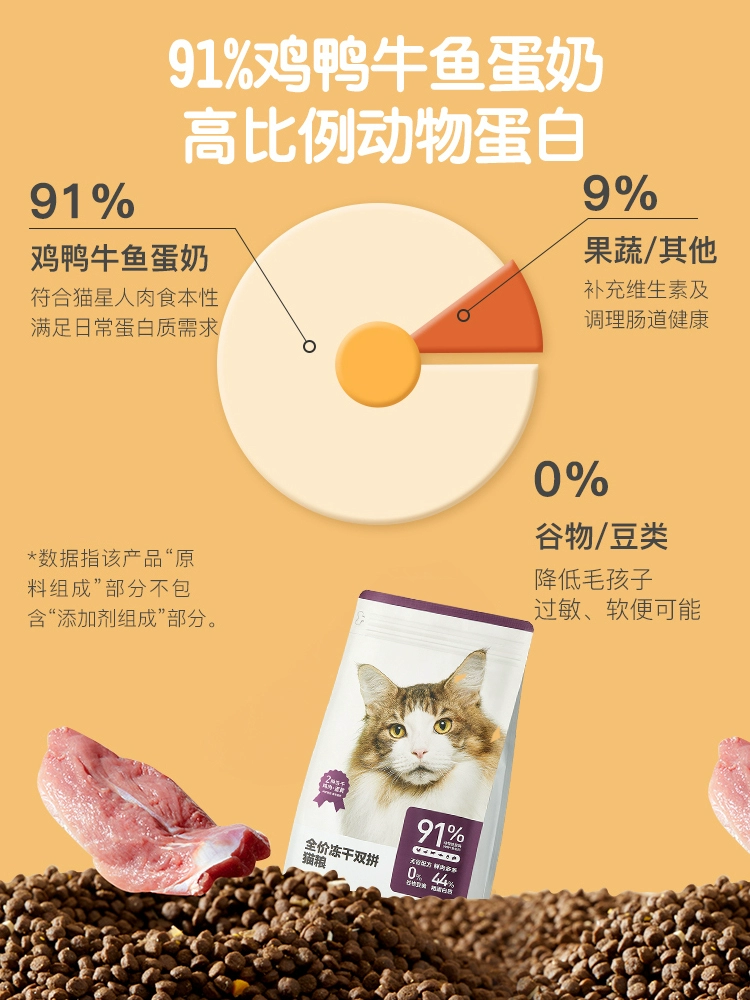 91%鸡鸭牛鱼蛋奶
高比例动物蛋白
91%
鸡鸭牛鱼蛋奶
符合猫星人肉食本性
满足日常蛋白质需求
9%
果蔬/其他
补充维生素及
调理肠道健康
0%
谷物/豆类
降低毛孩子
过敏、软便可能
*数据指该产品“原
料组成”部分不包
含“添加剂组成”部分。
91%
全价冻干双拼
猫粮
0%
44%